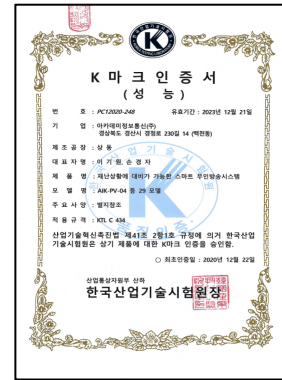 K 마 크 인 증 서
( 성 능 )
번 호 : PC12020-248 유효기간 : 2023년 12월 21일
기 업 : 아카데미정보통신(주)
경상북도 경산시 경청로 230길 14 (백천동)
제 조 공 장 : 상 동
대 표 자 명 : 이 기 원, 손 경 자
제 품 명 : 재난상황에 대비가 가능한 스마트 무인방송시스템
모 델 명 : AIK-PV-04 등 29 모델
주 요 사 양 : 별지참조
적 용 규 격 : KTL C 434
산업기술혁신촉진법 제41조 2항1호 규정에 의거 한국산업
기술시험원은 상기 제품에 대한 K마크 인증을 승인함.
○ 최초인증일 : 2020년 12월 22일
산업통상자원부 산하
한국산업기술시험원장